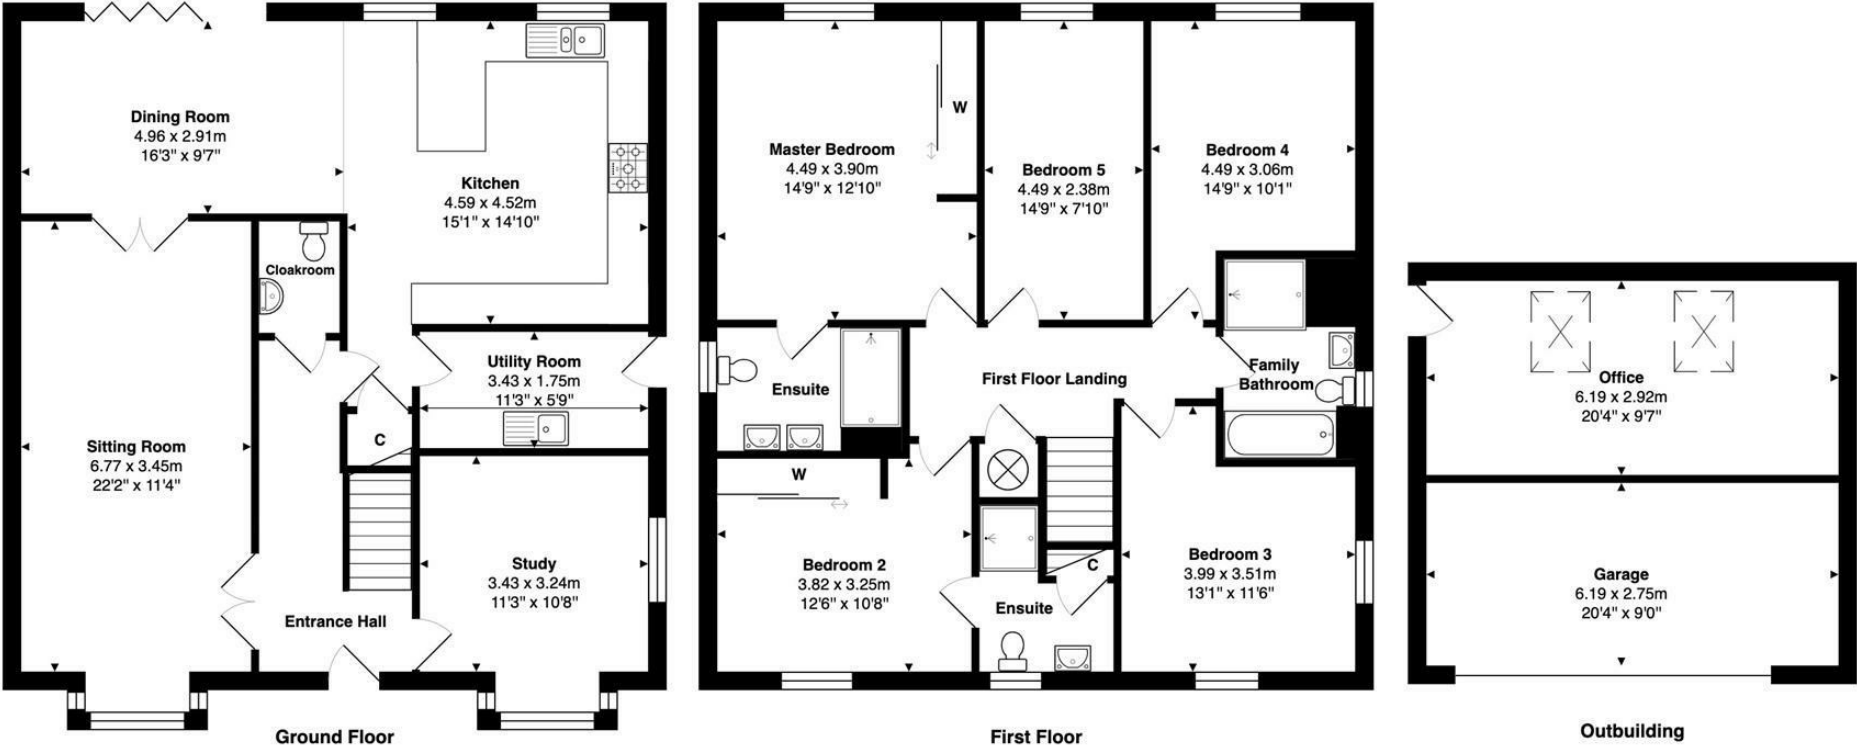 Dining Room
4.96 x 2.91m
16'3" x 9'7"
Kitchen
4.59 x 4.52m
15'1" x 14'10"
Cloakroom
Utility Room
3.43 x 1.75m
11'3" x 5'9"
C
Sitting Room
6.77 x 3.45m
22'2" x 11'4"
Study
3.43 x 3.24m
11'3" x 10'8"
Entrance Hall
Ground Floor
W
Master Bedroom
4.49 x 3.90m
14'9" x 12'10"
Bedroom 5
4.49 x 2.38m
14'9" x 7'10"
Bedroom 4
4.49 x 3.06m
14'9" x 10'1"
Ensuite
First Floor Landing
Family
Bathroom
W
Bedroom 2
3.82 x 3.25m
12'6" x 10'8"
C
Ensuite
Bedroom 3
3.99 x 3.51m
13'1" x 11'6"
First Floor
Office
6.19 x 2.92m
20'4" x 9'7"
Garage
6.19 x 2.75m
20'4" x 9'0"
Outbuilding